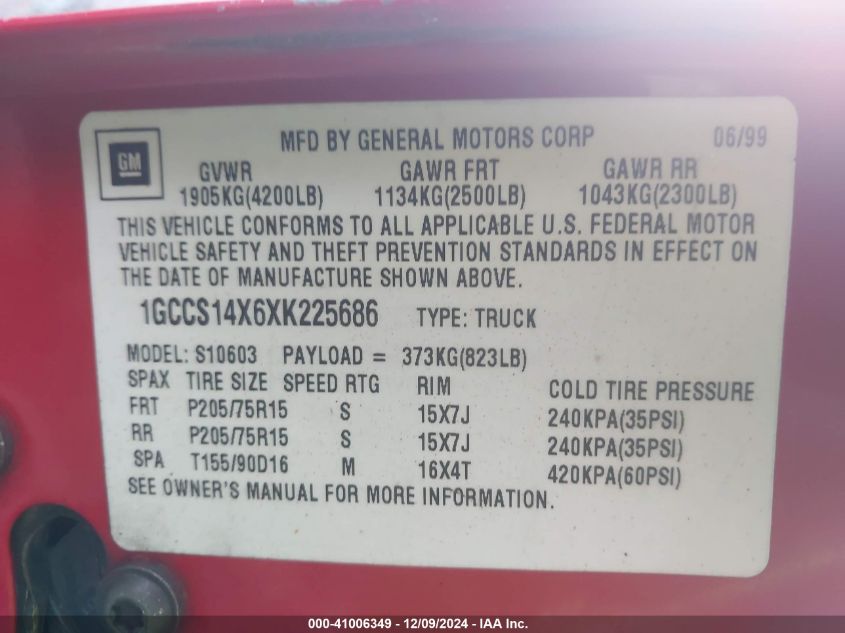 GM
MFD BY GENERAL MOTORS CORP 06/99
GVWR GAWR FRT GAWR RR
1905KG(4200LB) 1134KG(2500LB) 1043KG(2300LB)
THIS VEHICLE CONFORMS TO ALL APPLICABLE U.S. FEDERAL MOTOR
VEHICLE SAFETY AND THEFT PREVENTION STANDARDS IN EFFECT ON
THE DATE OF MANUFACTURE SHOWN ABOVE.
1GCCS14X6XK225686 TYPE: TRUCK
MODEL: S10603 PAYLOAD = 373KG(823LB)
SPAX TIRE SIZE SPEED RTG RIM COLD TIRE PRESSURE
FRT P205/75R15 S 15X7J 240KPA(35PSI)
RR P205/75R15 S 15X7J 240KPA(35PSI)
SPA T155/90D16 M 16X4T 420KPA(60PSI)
SEE OWNER'S MANUAL FOR MORE INFORMATION.
000-41006349 - 12/09/2024 - IAA Inc.